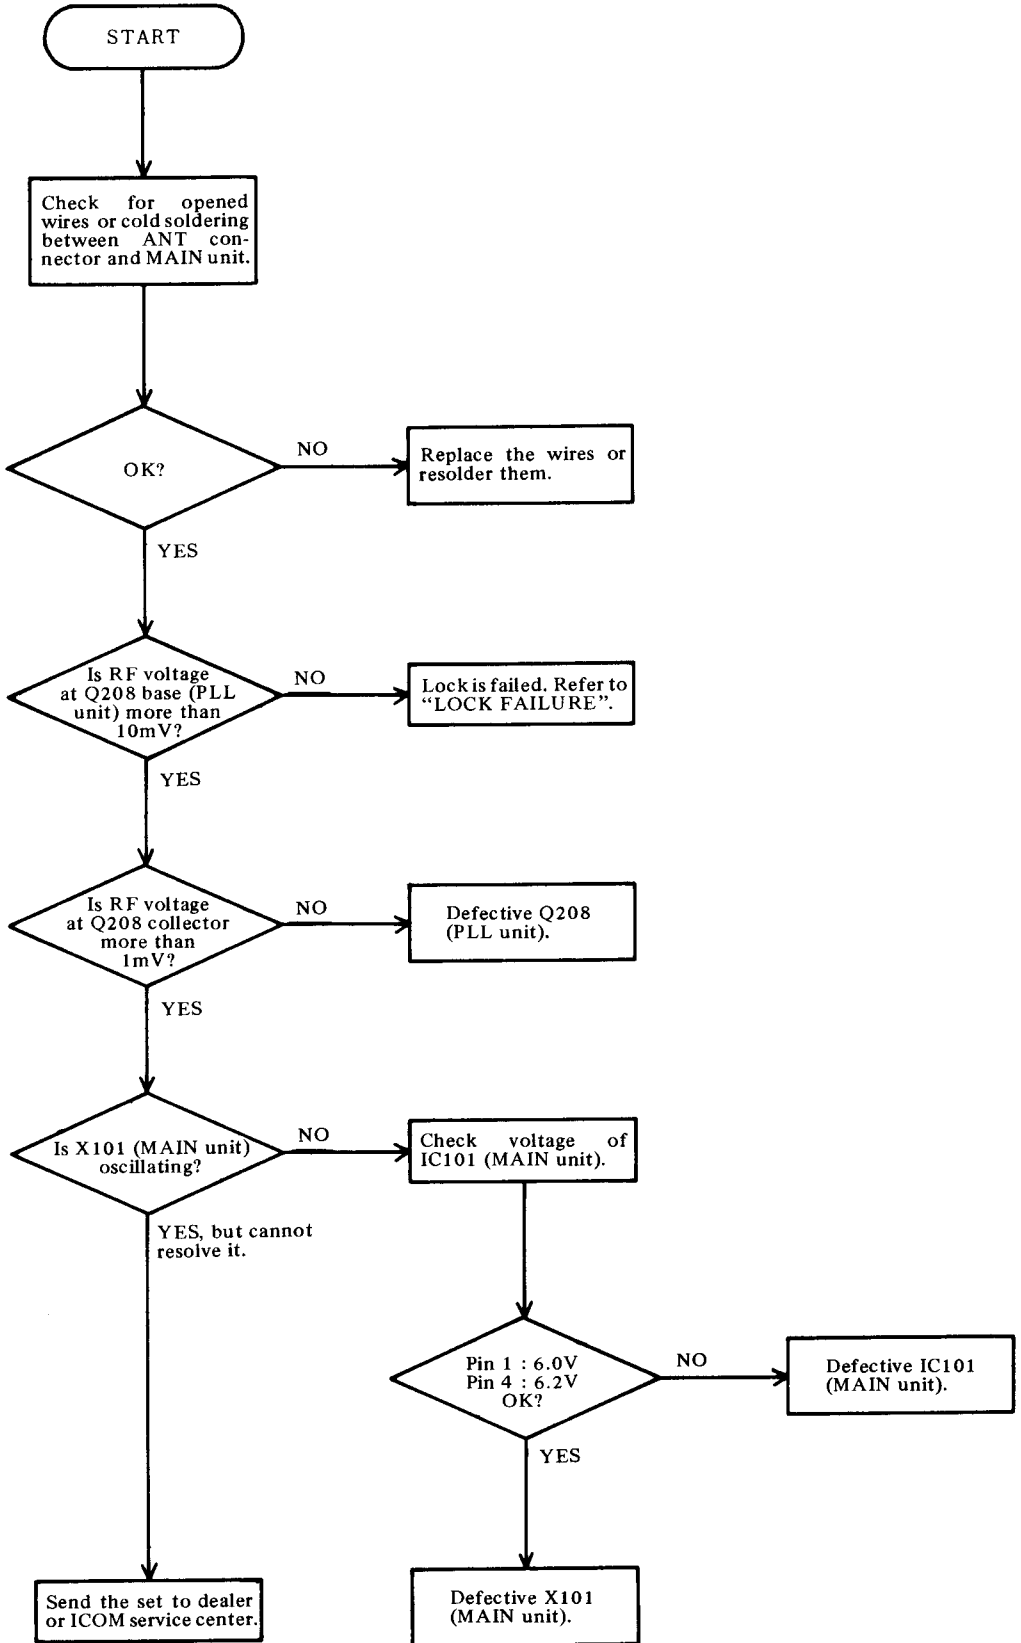 START
Check for opened
wires or cold soldering
between ANT con-
nector and MAIN unit.
OK?
NO
Replace the wires or
resolder them.
YES
Is RF voltage
at Q208 base (PLL
unit) more than
10mV?
NO
Lock is failed. Refer to
“LOCK FAILURE”.
YES
Is RF voltage
at Q208 collector
more than
1mV?
NO
Defective Q208
(PLL unit).
YES
Is X101 (MAIN unit)
oscillating?
NO
Check voltage of
IC101 (MAIN unit).
YES, but cannot
resolve it.
Pin 1 : 6.0V
Pin 4 : 6.2V
OK?
NO
Defective IC101
(MAIN unit).
YES
Send the set to dealer
or ICOM service center.
Defective X101
(MAIN unit).